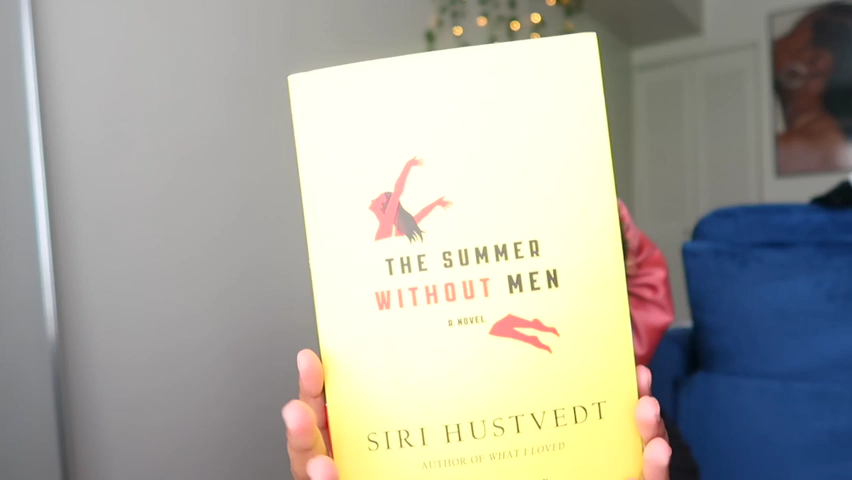 THE SUMMER
WITHOUT MEN
A NOVEL
SIRI HUSTVEDT
AUTHOR OF WHAT I LOVED